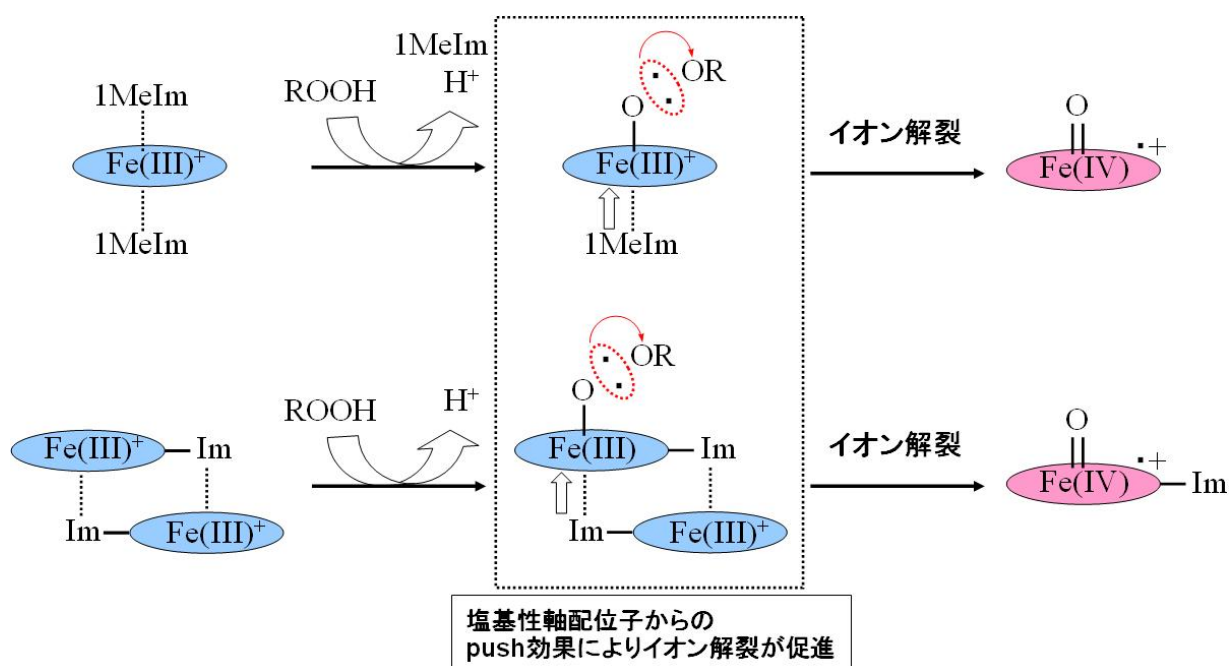 1MeIm
Fe(III)⁺
1MeIm
ROOH
1MeIm
H⁺
O
OR
Fe(III)⁺
1MeIm
イオン解裂
O
Fe(IV)
·+
Fe(III)⁺
Im
Im
Fe(III)⁺
ROOH
H⁺
O
OR
Fe(III)
Im
Im
Fe(III)⁺
イオン解裂
O
Fe(IV)
·+
Im
塩基性軸配位子からの
push効果によりイオン解裂が促進